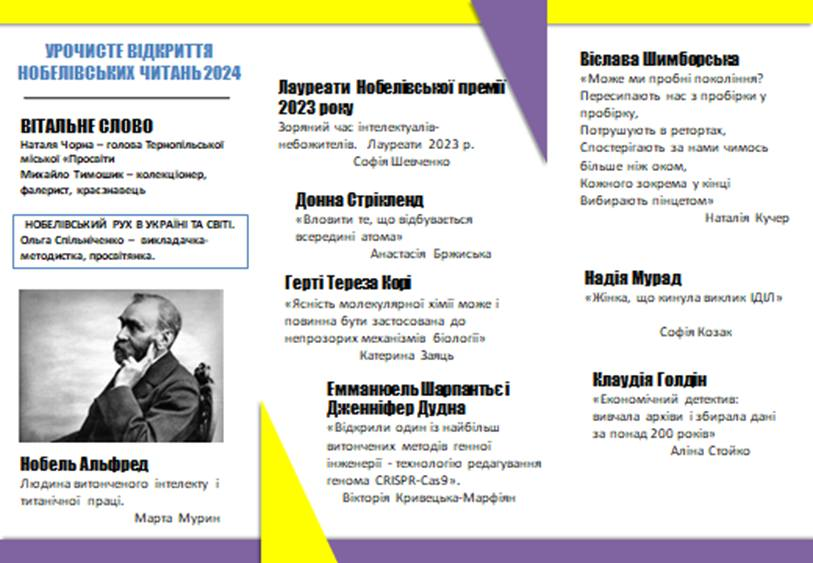 УРОЧИСТЕ ВІДКРИТТЯ
НОБЕЛІВСЬКИХ ЧИТАНЬ 2024
ВІТАЛЬНЕ СЛОВО
Наталя Чорна – голова Тернопільської
міської «Просвіти
Михайло Тимошик – колекціонер,
фалерист, краєзнавець
НОБЕЛІВСЬКИЙ РУХ В УКРАЇНІ ТА СВІТІ.
Ольга Спільніченко – викладачка-
методистка, просвітянка.
Нобель Альфред
Людина витонченого інтелекту і
титанічної праці.
Марта Мурин
Лауреати Нобелівської премії
2023 року
Зоряний час інтелектуалів-
небожителів. Лауреати 2023 р.
Софія Шевченко
Донна Стрікленд
«Вловити те, що відбувається
всередині атома»
Анастасія Бржиська
Герті Тереза Корі
«Ясність молекулярної хімії може і
повинна бути застосована до
непрозорих механізмів біології»
Катерина Заяць
Емманюель Шарпантьє і
Дженніфер Дудна
«Відкрили один із найбільш
витончених методів генної
інженерії - технологію редагування
генома CRISPR-Cas9».
Вікторія Кривецька-Марфіян
Віслава Шимборська
«Може ми пробні покоління?
Пересипають нас з пробірки у
пробірку,
Потрушують в ретортах,
Спостерігають за нами чимось
більше ніж оком,
Кожного зокрема у кінці
Вибирають пінцетом»
Наталія Кучер
Надія Мурад
«Жінка, що кинула виклик ІДІЛ»
Софія Козак
Клаудія Голдін
«Економічний детектив:
вивчала архіви і збирала дані
за понад 200 років»
Аліна Стойко